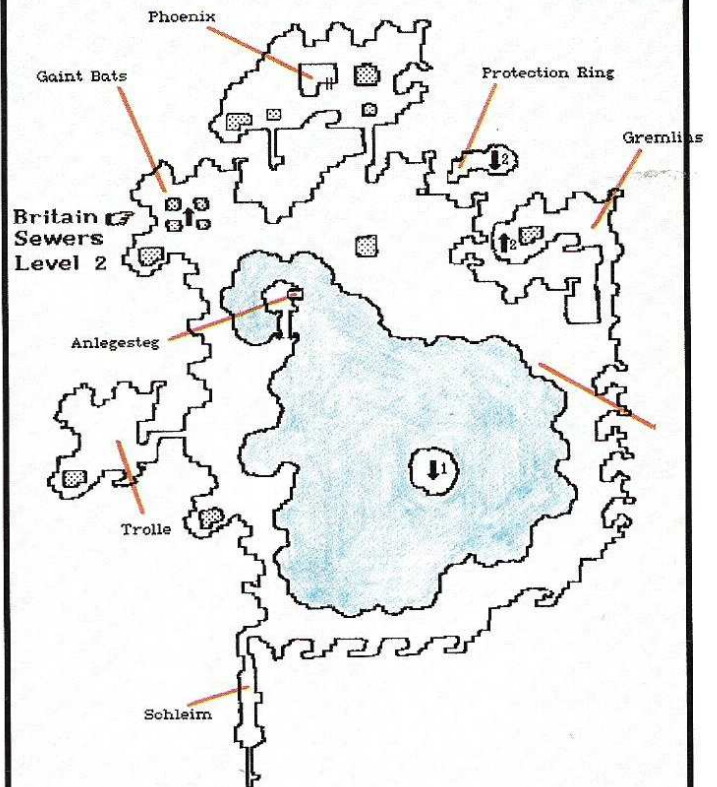 Phoenix
Gaint Bats
Protection Ring
Gremlins
2
Britain
Sewers
Level 2
2
Anlegesteg
1
Trolle
Schleim